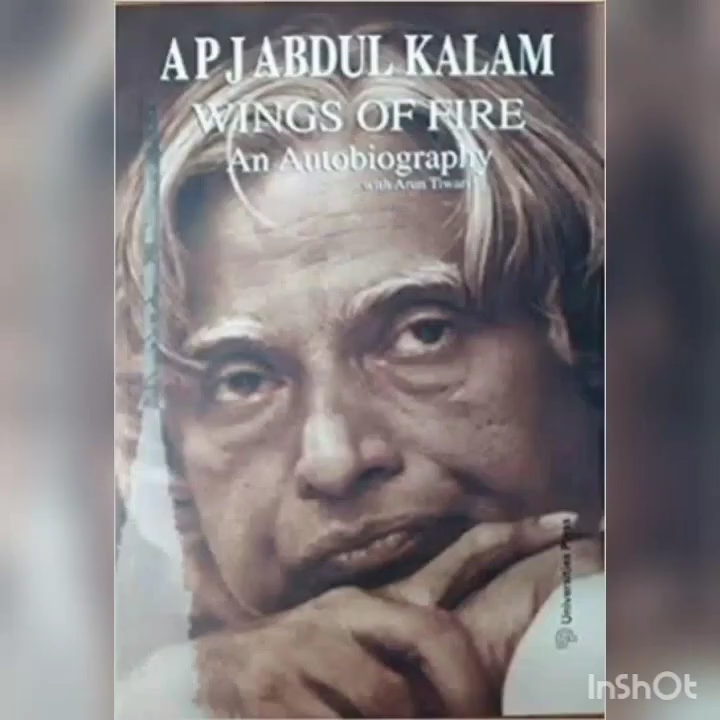 A P J ABDUL KALAM
WINGS OF FIRE
An Autobiography
with Arun Tiwari
Universities Press
InShOt